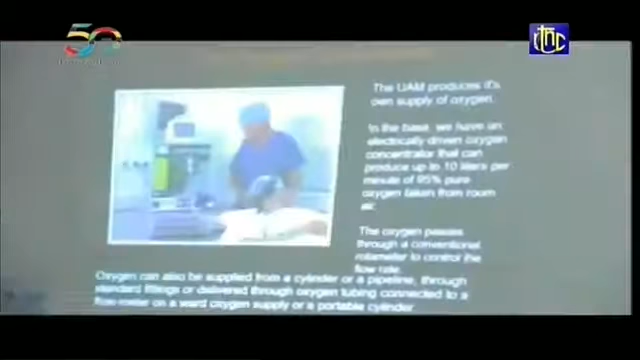 50
tnc
The UAM produces it's
own supply of oxygen.
In the base, we have an
electrically driven oxygen
concentrator that can
produce up to 10 liters per
minute of 95% pure
oxygen taken from room
air.
The oxygen passes
through a conventional
rotameter to control the
flow rate.
Oxygen can also be supplied from a cylinder or a pipeline, through
standard fittings or delivered through oxygen tubing connected to a
flow-meter on a ward oxygen supply or a portable cylinder